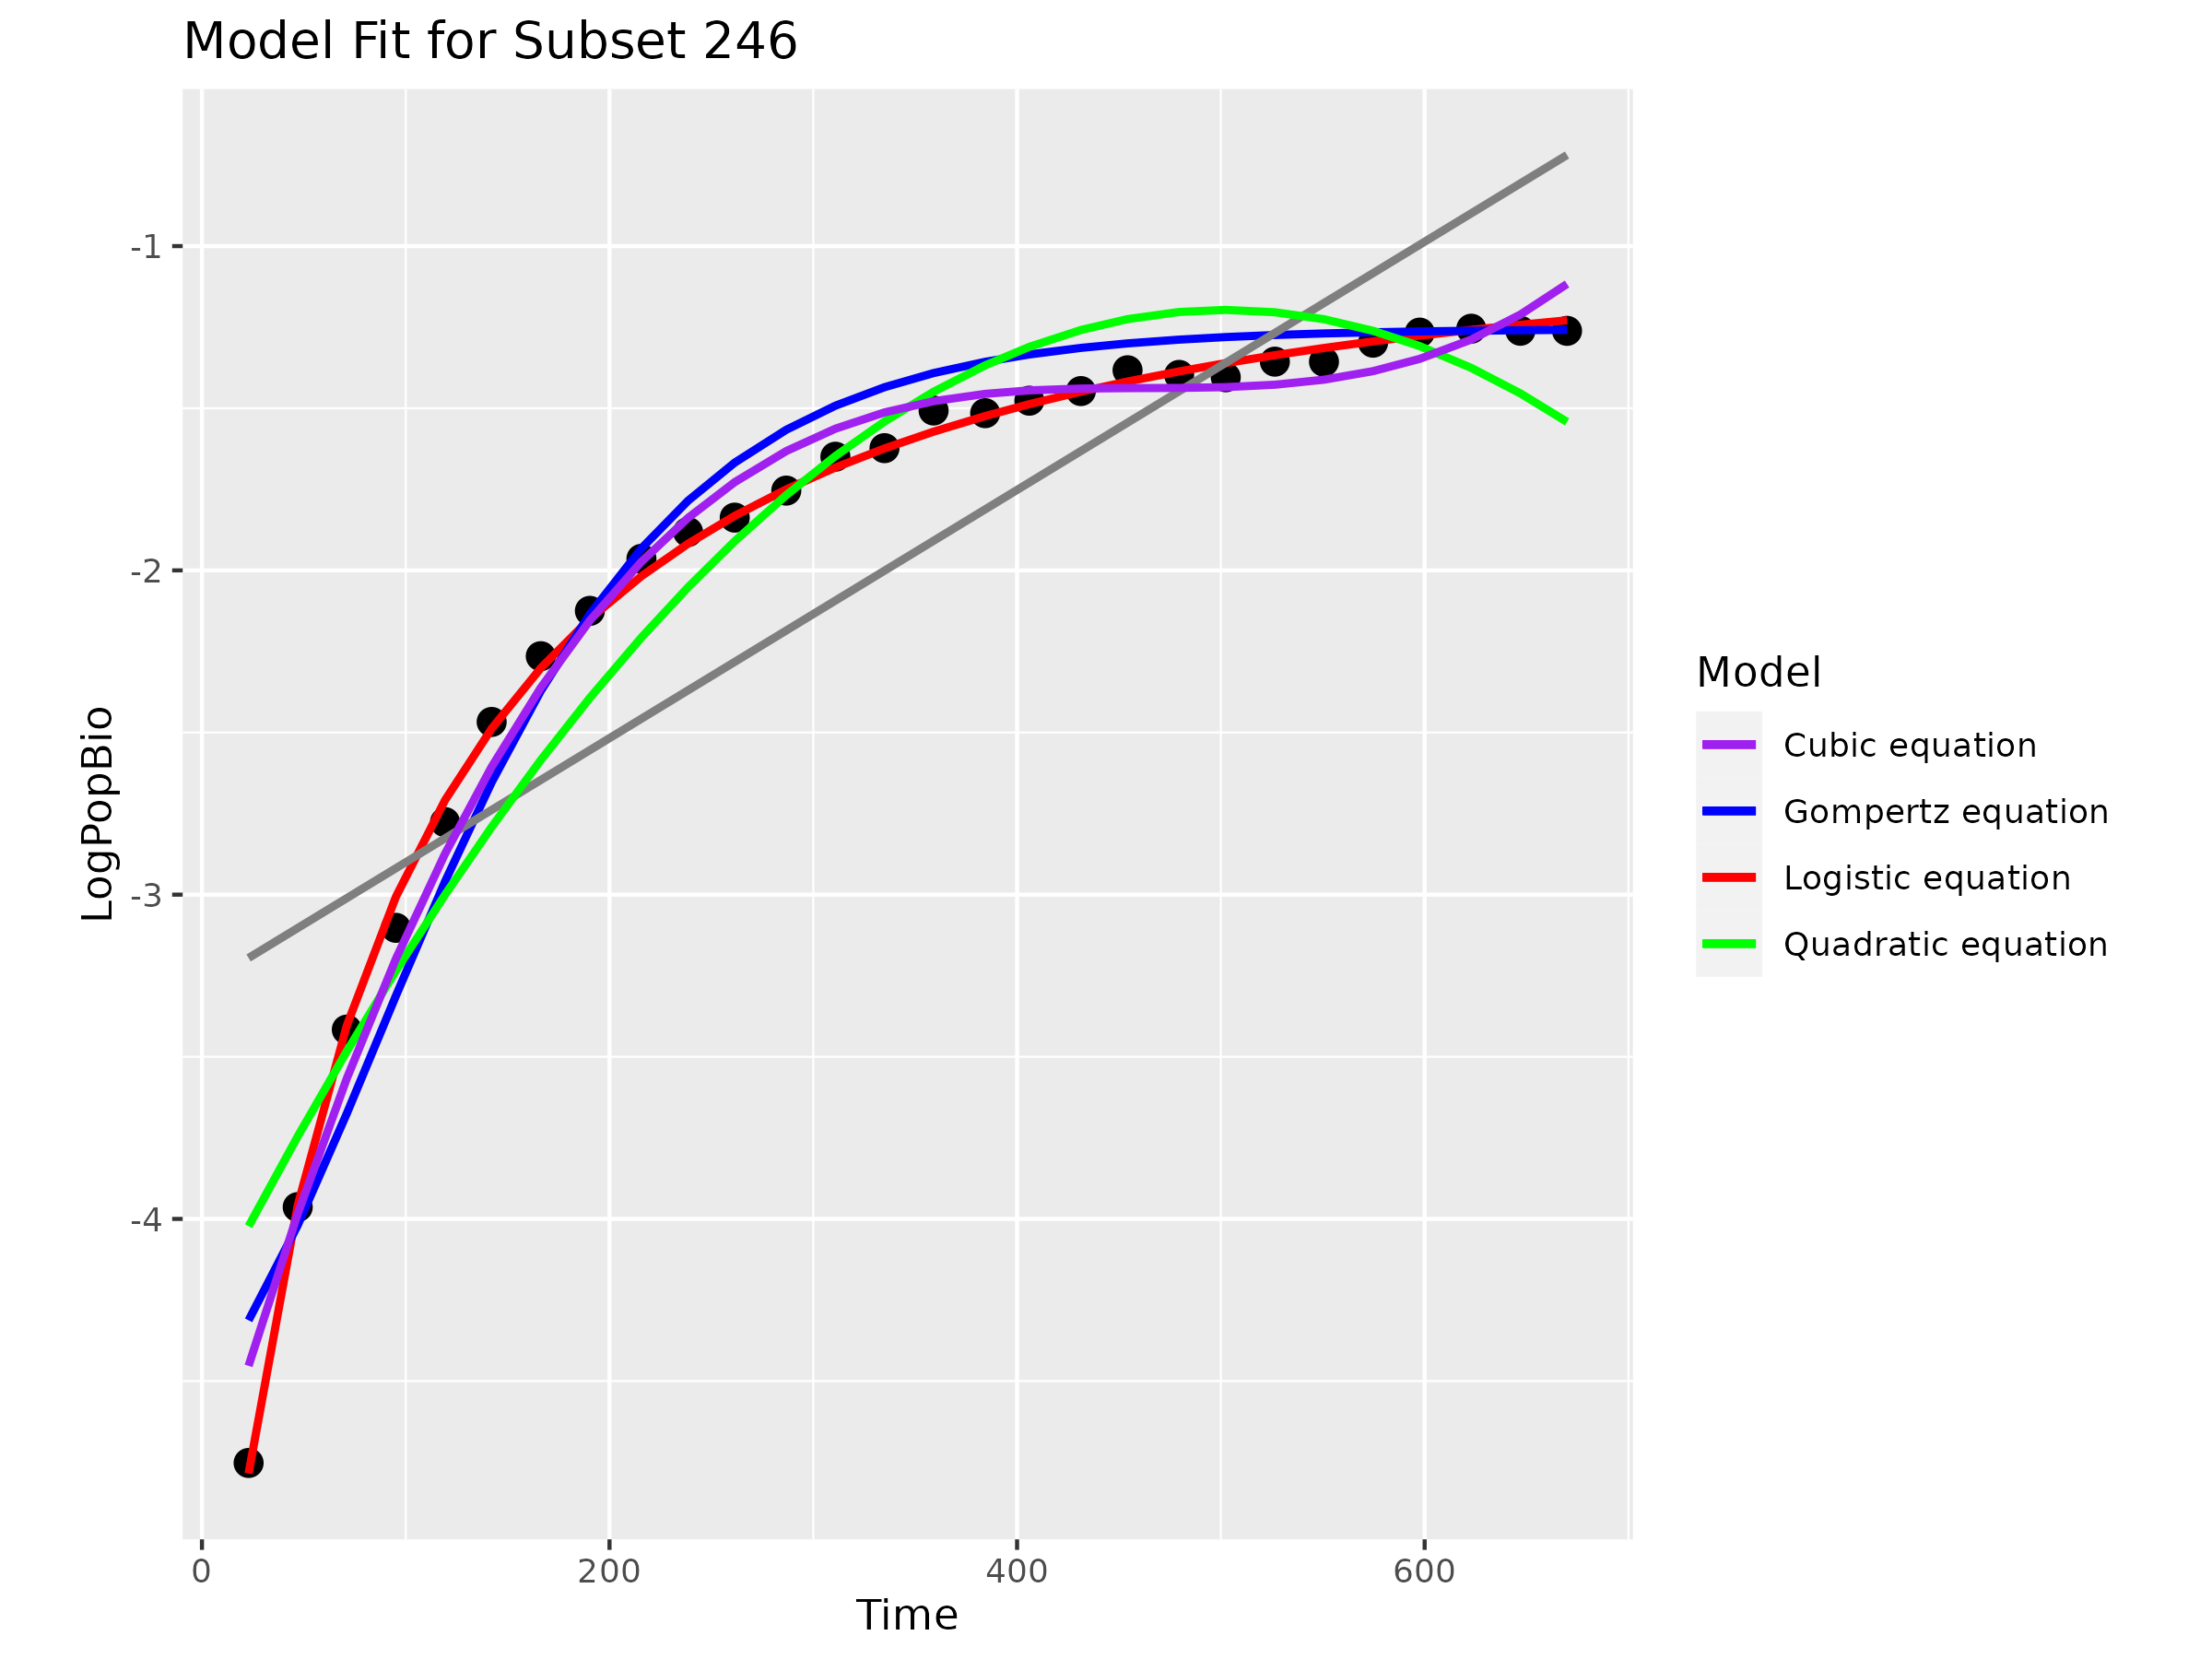 Model Fit for Subset 246
-1
-2
-3
-4
LogPopBio
0 200 400 600
Time
Model
Cubic equation
Gompertz equation
Logistic equation
Quadratic equation